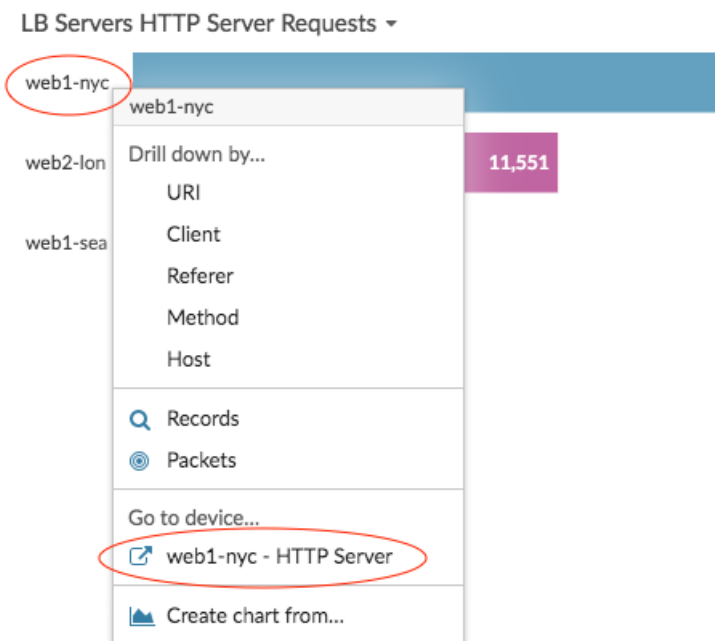 LB Servers HTTP Server Requests
web1-nyc
web1-nyc
Drill down by...
web2-lon
11,551
URI
Client
web1-sea
Referer
Method
Host
Records
Packets
Go to device...
web1-nyc - HTTP Server
Create chart from...